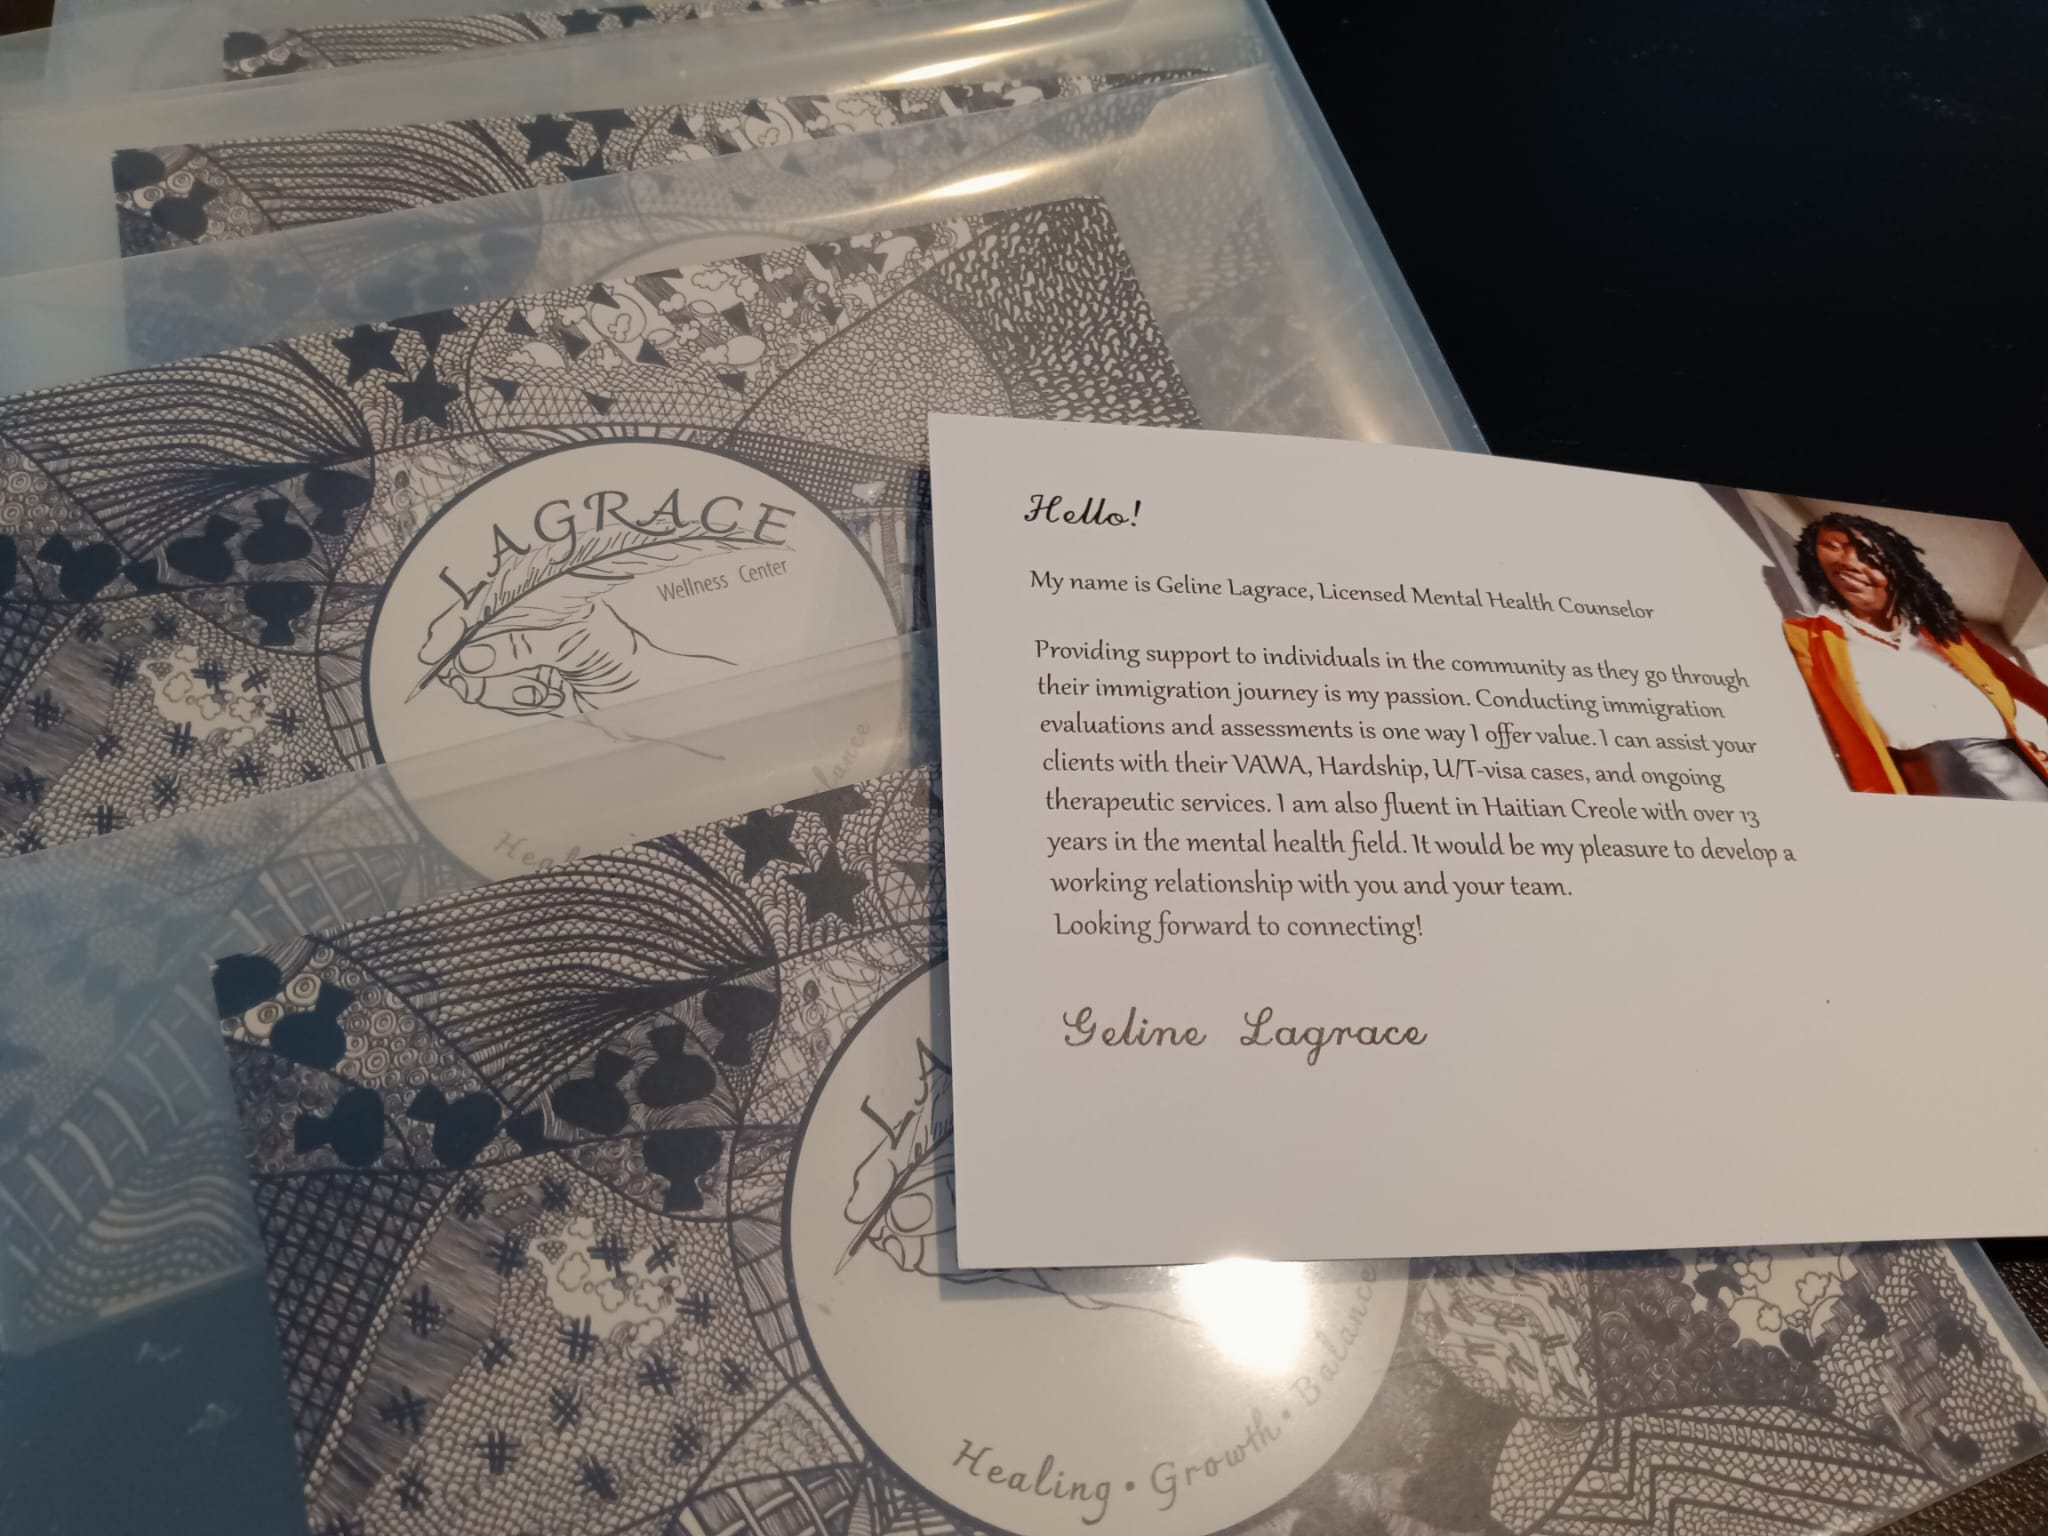 LAGRACE
Wellness Center
Balance
LA
Healing • Growth • Balance
Hello!
My name is Geline Lagrace, Licensed Mental Health Counselor
Providing support to individuals in the community as they go through
their immigration journey is my passion. Conducting immigration
evaluations and assessments is one way I offer value. I can assist your
clients with their VAWA, Hardship, U/T-visa cases, and ongoing
therapeutic services. I am also fluent in Haitian Creole with over 13
years in the mental health field. It would be my pleasure to develop a
working relationship with you and your team.
Looking forward to connecting!
Geline Lagrace